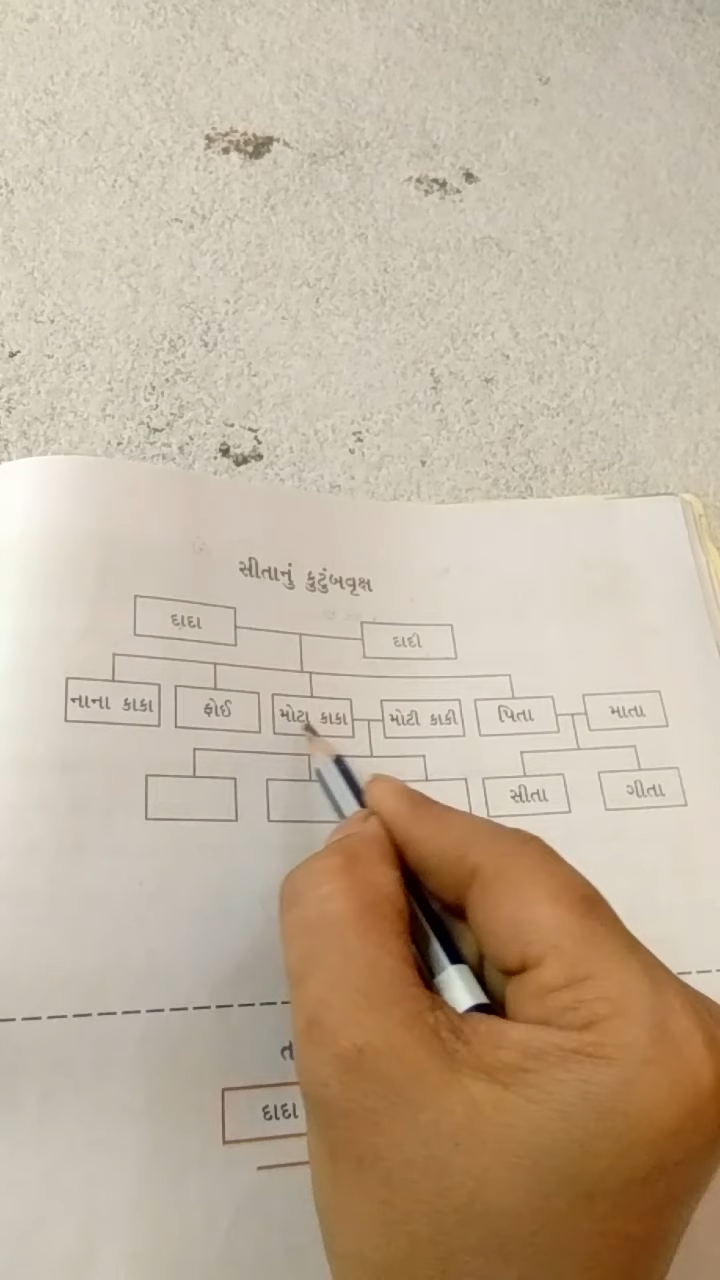 સીતાનું કુટુંબવૃક્ષ
દાદા
દાદી
નાના કાકા
ફોઈ
મોટા કાકા
મોટી કાકી
પિતા
માતા
સીતા
ગીતા
દાદા